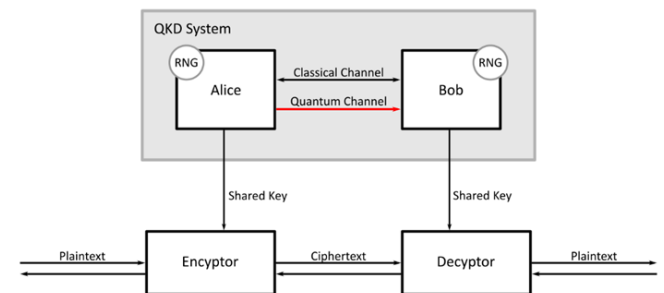 QKD System
RNG
RNG
Alice
Classical Channel
Quantum Channel
Bob
Shared Key
Shared Key
Plaintext
Encyptor
Ciphertext
Decyptor
Plaintext